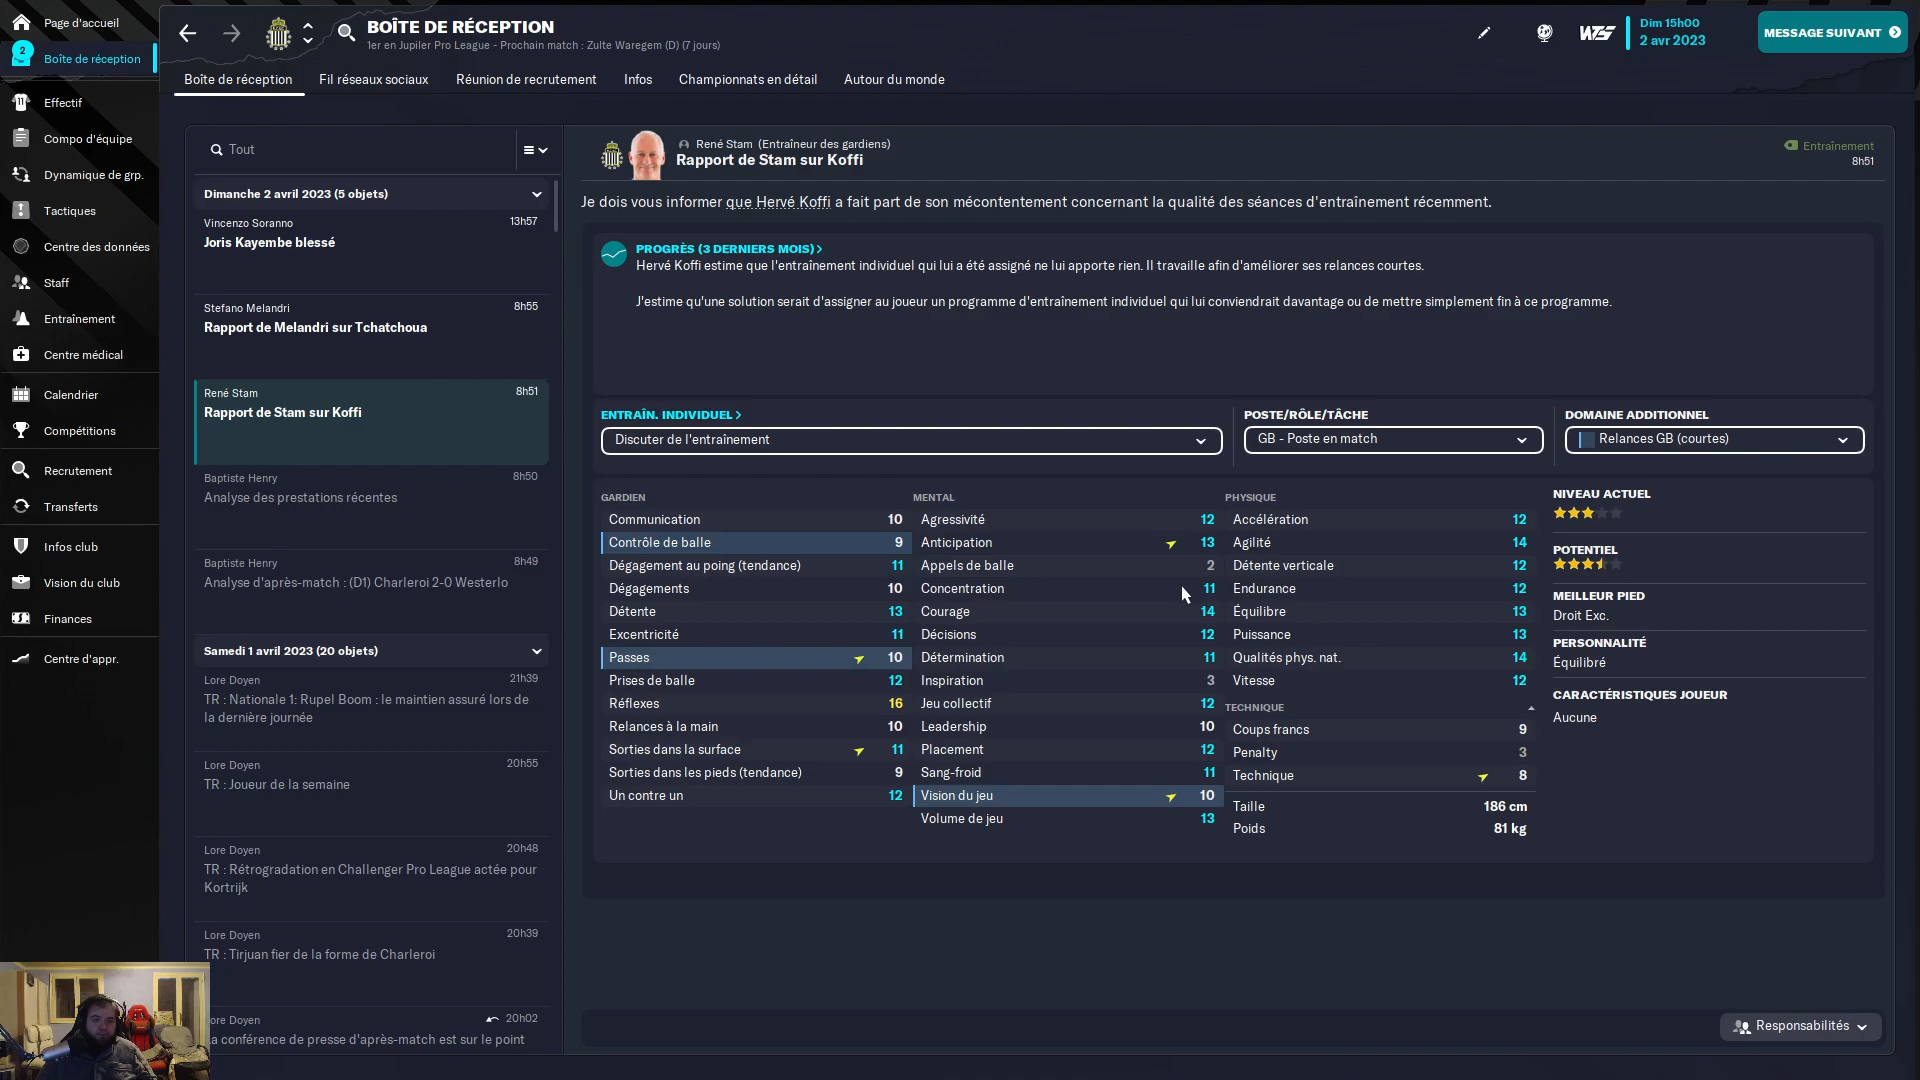 Page d'accueil
2
Boîte de réception
Effectif
Compo d'équipe
Dynamique de grp.
Tactiques
Centre des données
Staff
Entraînement
Centre médical
Calendrier
Compétitions
Recrutement
Transferts
Infos club
Vision du club
Finances
Centre d'appr.
BOÎTE DE RÉCEPTION
1er en Jupiler Pro League - Prochain match : Zulte Waregem (D) (7 jours)
Dim 15h00
2 avr 2023
MESSAGE SUIVANT
Boîte de réception
Fil réseaux sociaux
Réunion de recrutement
Infos
Championnats en détail
Autour du monde
Tout
Dimanche 2 avril 2023 (5 objets)
Vincenzo Soranno 13h57
Joris Kayembe blessé
Stefano Melandri 8h55
Rapport de Melandri sur Tchatchoua
René Stam 8h51
Rapport de Stam sur Koffi
Baptiste Henry 8h50
Analyse des prestations récentes
Baptiste Henry 8h49
Analyse d'après-match : (D1) Charleroi 2-0 Westerlo
Samedi 1 avril 2023 (20 objets)
Lore Doyen 21h39
TR : Nationale 1: Rupel Boom : le maintien assuré lors de
la dernière journée
Lore Doyen 20h55
TR : Joueur de la semaine
Lore Doyen 20h48
TR : Rétrogradation en Challenger Pro League actée pour
Kortrijk
Lore Doyen 20h39
TR : Tirjuan fier de la forme de Charleroi
ore Doyen 20h02
a conférence de presse d'après-match est sur le point
René Stam (Entraîneur des gardiens)
Rapport de Stam sur Koffi
Entraînement
8h51
Je dois vous informer que Hervé Koffi a fait part de son mécontentement concernant la qualité des séances d'entraînement récemment.
PROGRÈS (3 DERNIERS MOIS)
Hervé Koffi estime que l'entraînement individuel qui lui a été assigné ne lui apporte rien. Il travaille afin d'améliorer ses relances courtes.
J'estime qu'une solution serait d'assigner au joueur un programme d'entraînement individuel qui lui conviendrait davantage ou de mettre simplement fin à ce programme.
ENTRAÎN. INDIVIDUEL
Discuter de l'entraînement
POSTE/RÔLE/TÂCHE
GB - Poste en match
DOMAINE ADDITIONNEL
Relances GB (courtes)
GARDIEN
Communication 10
Contrôle de balle 9
Dégagement au poing (tendance) 11
Dégagements 10
Détente 13
Excentricité 11
Passes 10
Prises de balle 12
Réflexes 16
Relances à la main 10
Sorties dans la surface 11
Sorties dans les pieds (tendance) 9
Un contre un 12
MENTAL
Agressivité 12
Anticipation 13
Appels de balle 2
Concentration 11
Courage 14
Décisions 12
Détermination 11
Inspiration 3
Jeu collectif 12
Leadership 10
Placement 12
Sang-froid 11
Vision du jeu 10
Volume de jeu 13
PHYSIQUE
Accélération 12
Agilité 14
Détente verticale 12
Endurance 12
Équilibre 13
Puissance 13
Qualités phys. nat. 14
Vitesse 12
TECHNIQUE
Coups francs 9
Penalty 3
Technique 8
Taille 186 cm
Poids 81 kg
NIVEAU ACTUEL
POTENTIEL
MEILLEUR PIED
Droit Exc.
PERSONNALITÉ
Équilibré
CARACTÉRISTIQUES JOUEUR
Aucune
Responsabilités